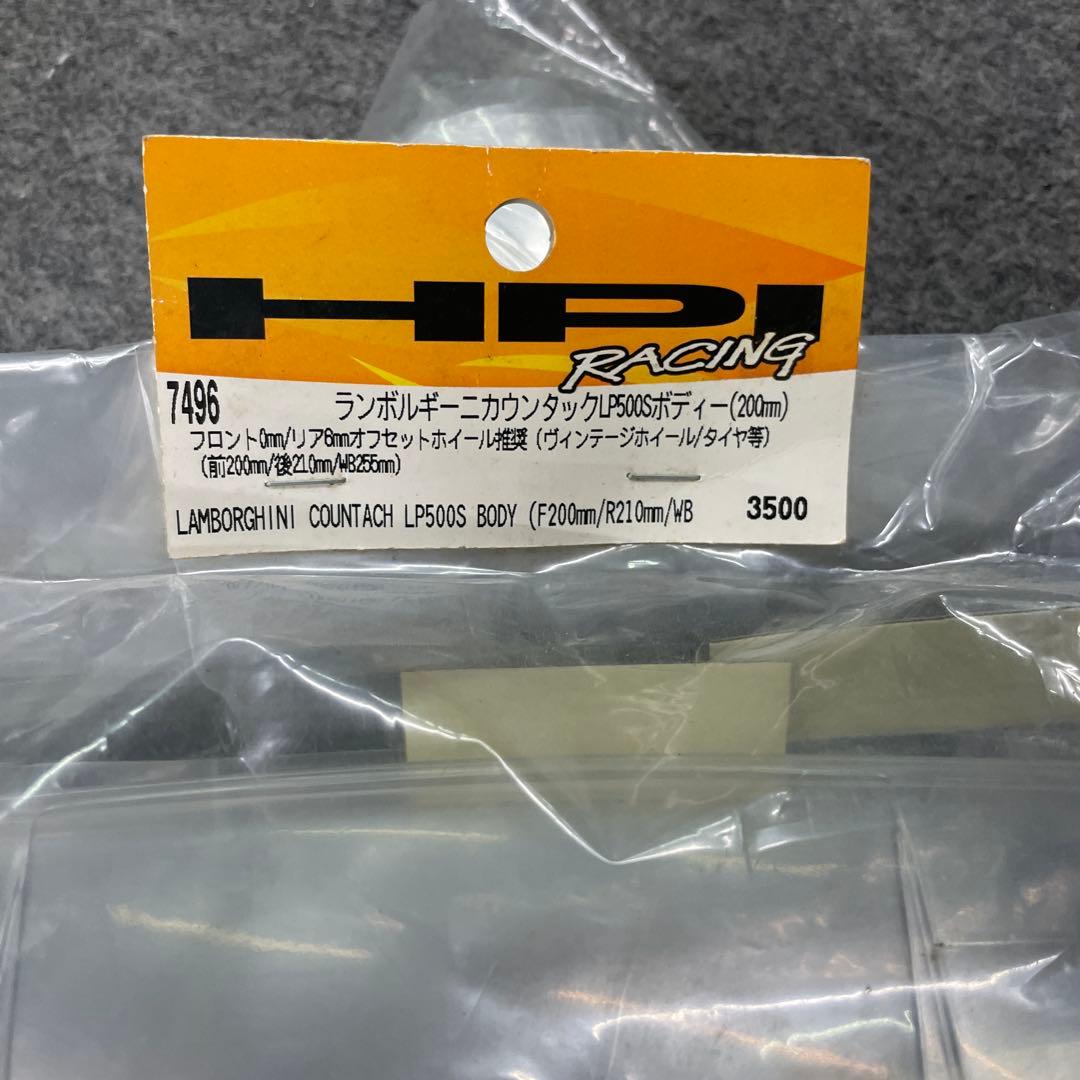 HPI
RACING
7496 ランボルギーニカウンタックLP500Sボディー(200mm)
フロント0mm/リア6mmオフセットホイール推奨 (ヴィンテージホイール/タイヤ等)
(前200mm/後210mm/WB255mm)
LAMBORGHINI COUNTACH LP500S BODY (F200mm/R210mm/WB 3500